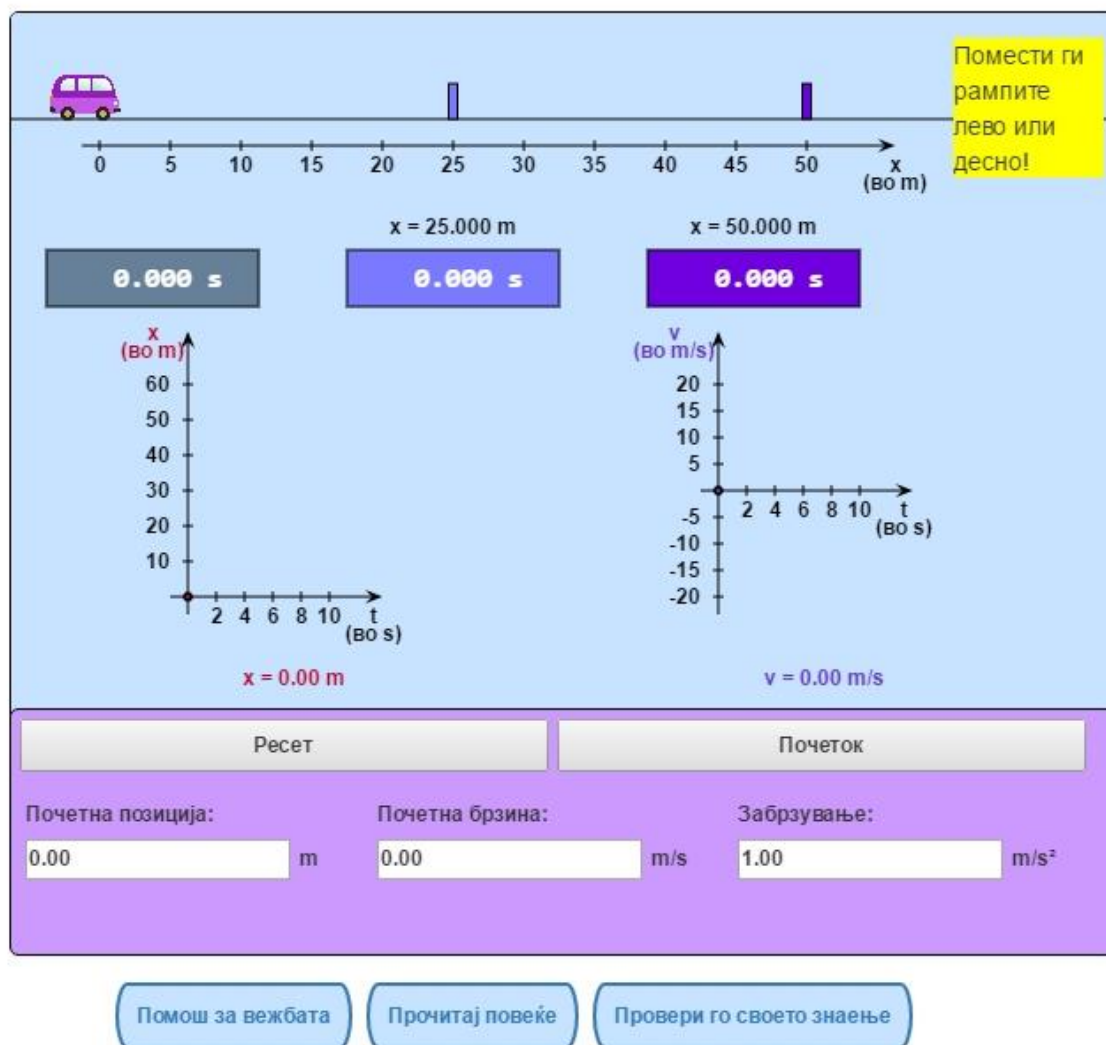 Помести ги
рампите
лево или
десно!
0 5 10 15 20 25 30 35 40 45 50 x
(во m)
x = 25.000 m x = 50.000 m
0.000 s 0.000 s 0.000 s
x
(во m)
60
50
40
30
20
10
2 4 6 8 10 t
(во s)
v
(во m/s)
20
15
10
5
2 4 6 8 10 t
(во s)
-5
-10
-15
-20
x = 0.00 m v = 0.00 m/s
Ресет Почеток
Почетна позиција: Почетна брзина: Забрзување:
0.00 m 0.00 m/s 1.00 m/s²
Помош за вежбата Прочитај повеќе Провери го своето знаење